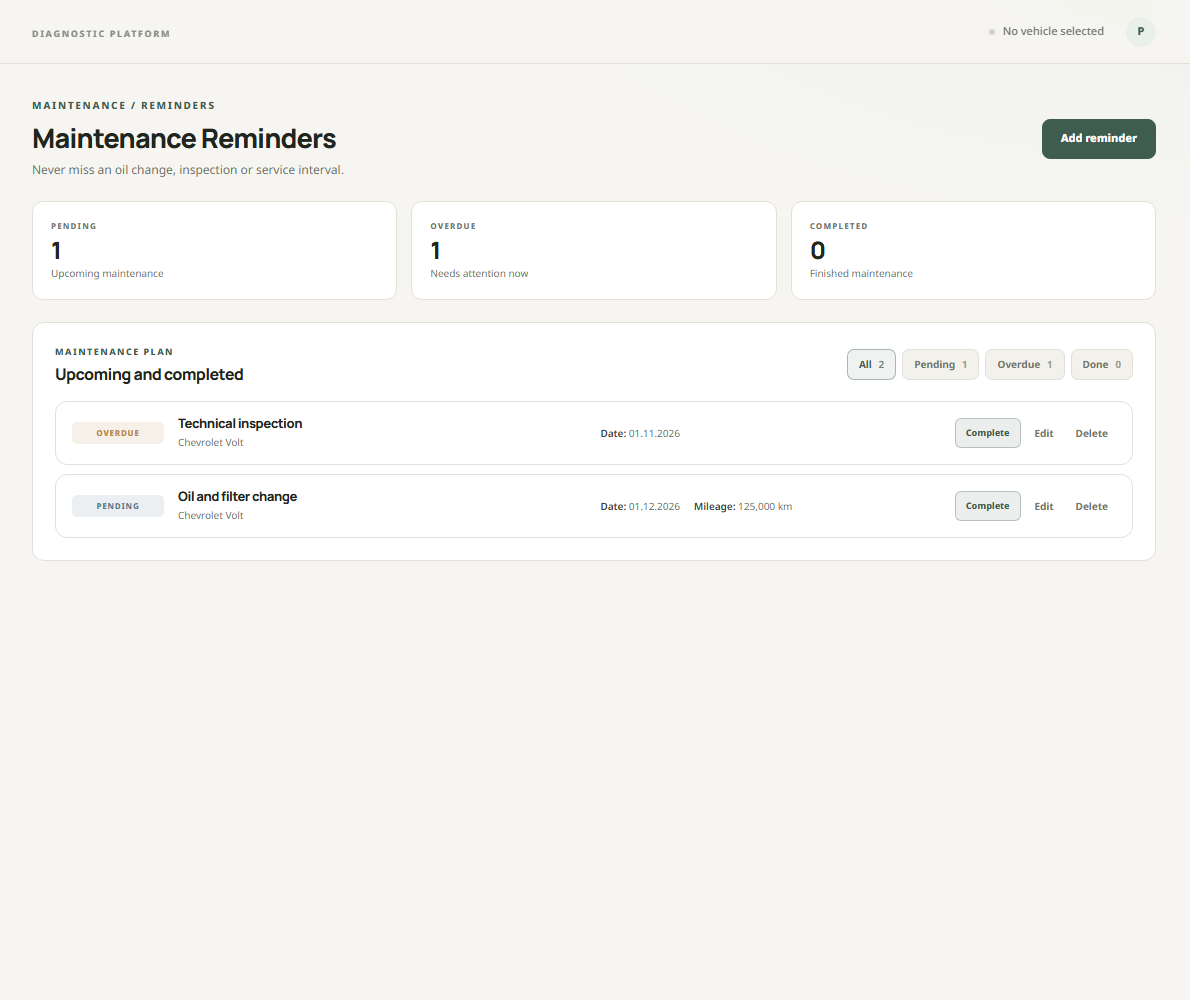 DIAGNOSTIC PLATFORM
No vehicle selected
P
MAINTENANCE / REMINDERS
Maintenance Reminders
Never miss an oil change, inspection or service interval.
Add reminder
PENDING
1
Upcoming maintenance
OVERDUE
1
Needs attention now
COMPLETED
0
Finished maintenance
MAINTENANCE PLAN
Upcoming and completed
All 2
Pending 1
Overdue 1
Done 0
OVERDUE
Technical inspection
Chevrolet Volt
Date: 01.11.2026
Complete
Edit
Delete
PENDING
Oil and filter change
Chevrolet Volt
Date: 01.12.2026 Mileage: 125,000 km
Complete
Edit
Delete